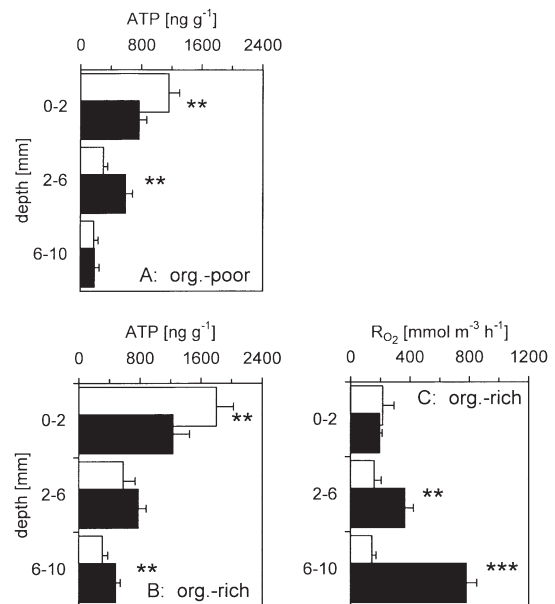 ATP [ng g⁻¹]
0 800 1600 2400
0-2
**
2-6
**
6-10
depth [mm]
A: org.-poor
ATP [ng g⁻¹]
0 800 1600 2400
0-2
**
2-6
6-10
**
depth [mm]
B: org.-rich
R_O₂ [mmol m⁻³ h⁻¹]
0 400 800 1200
C: org.-rich
0-2
2-6
**
6-10
***